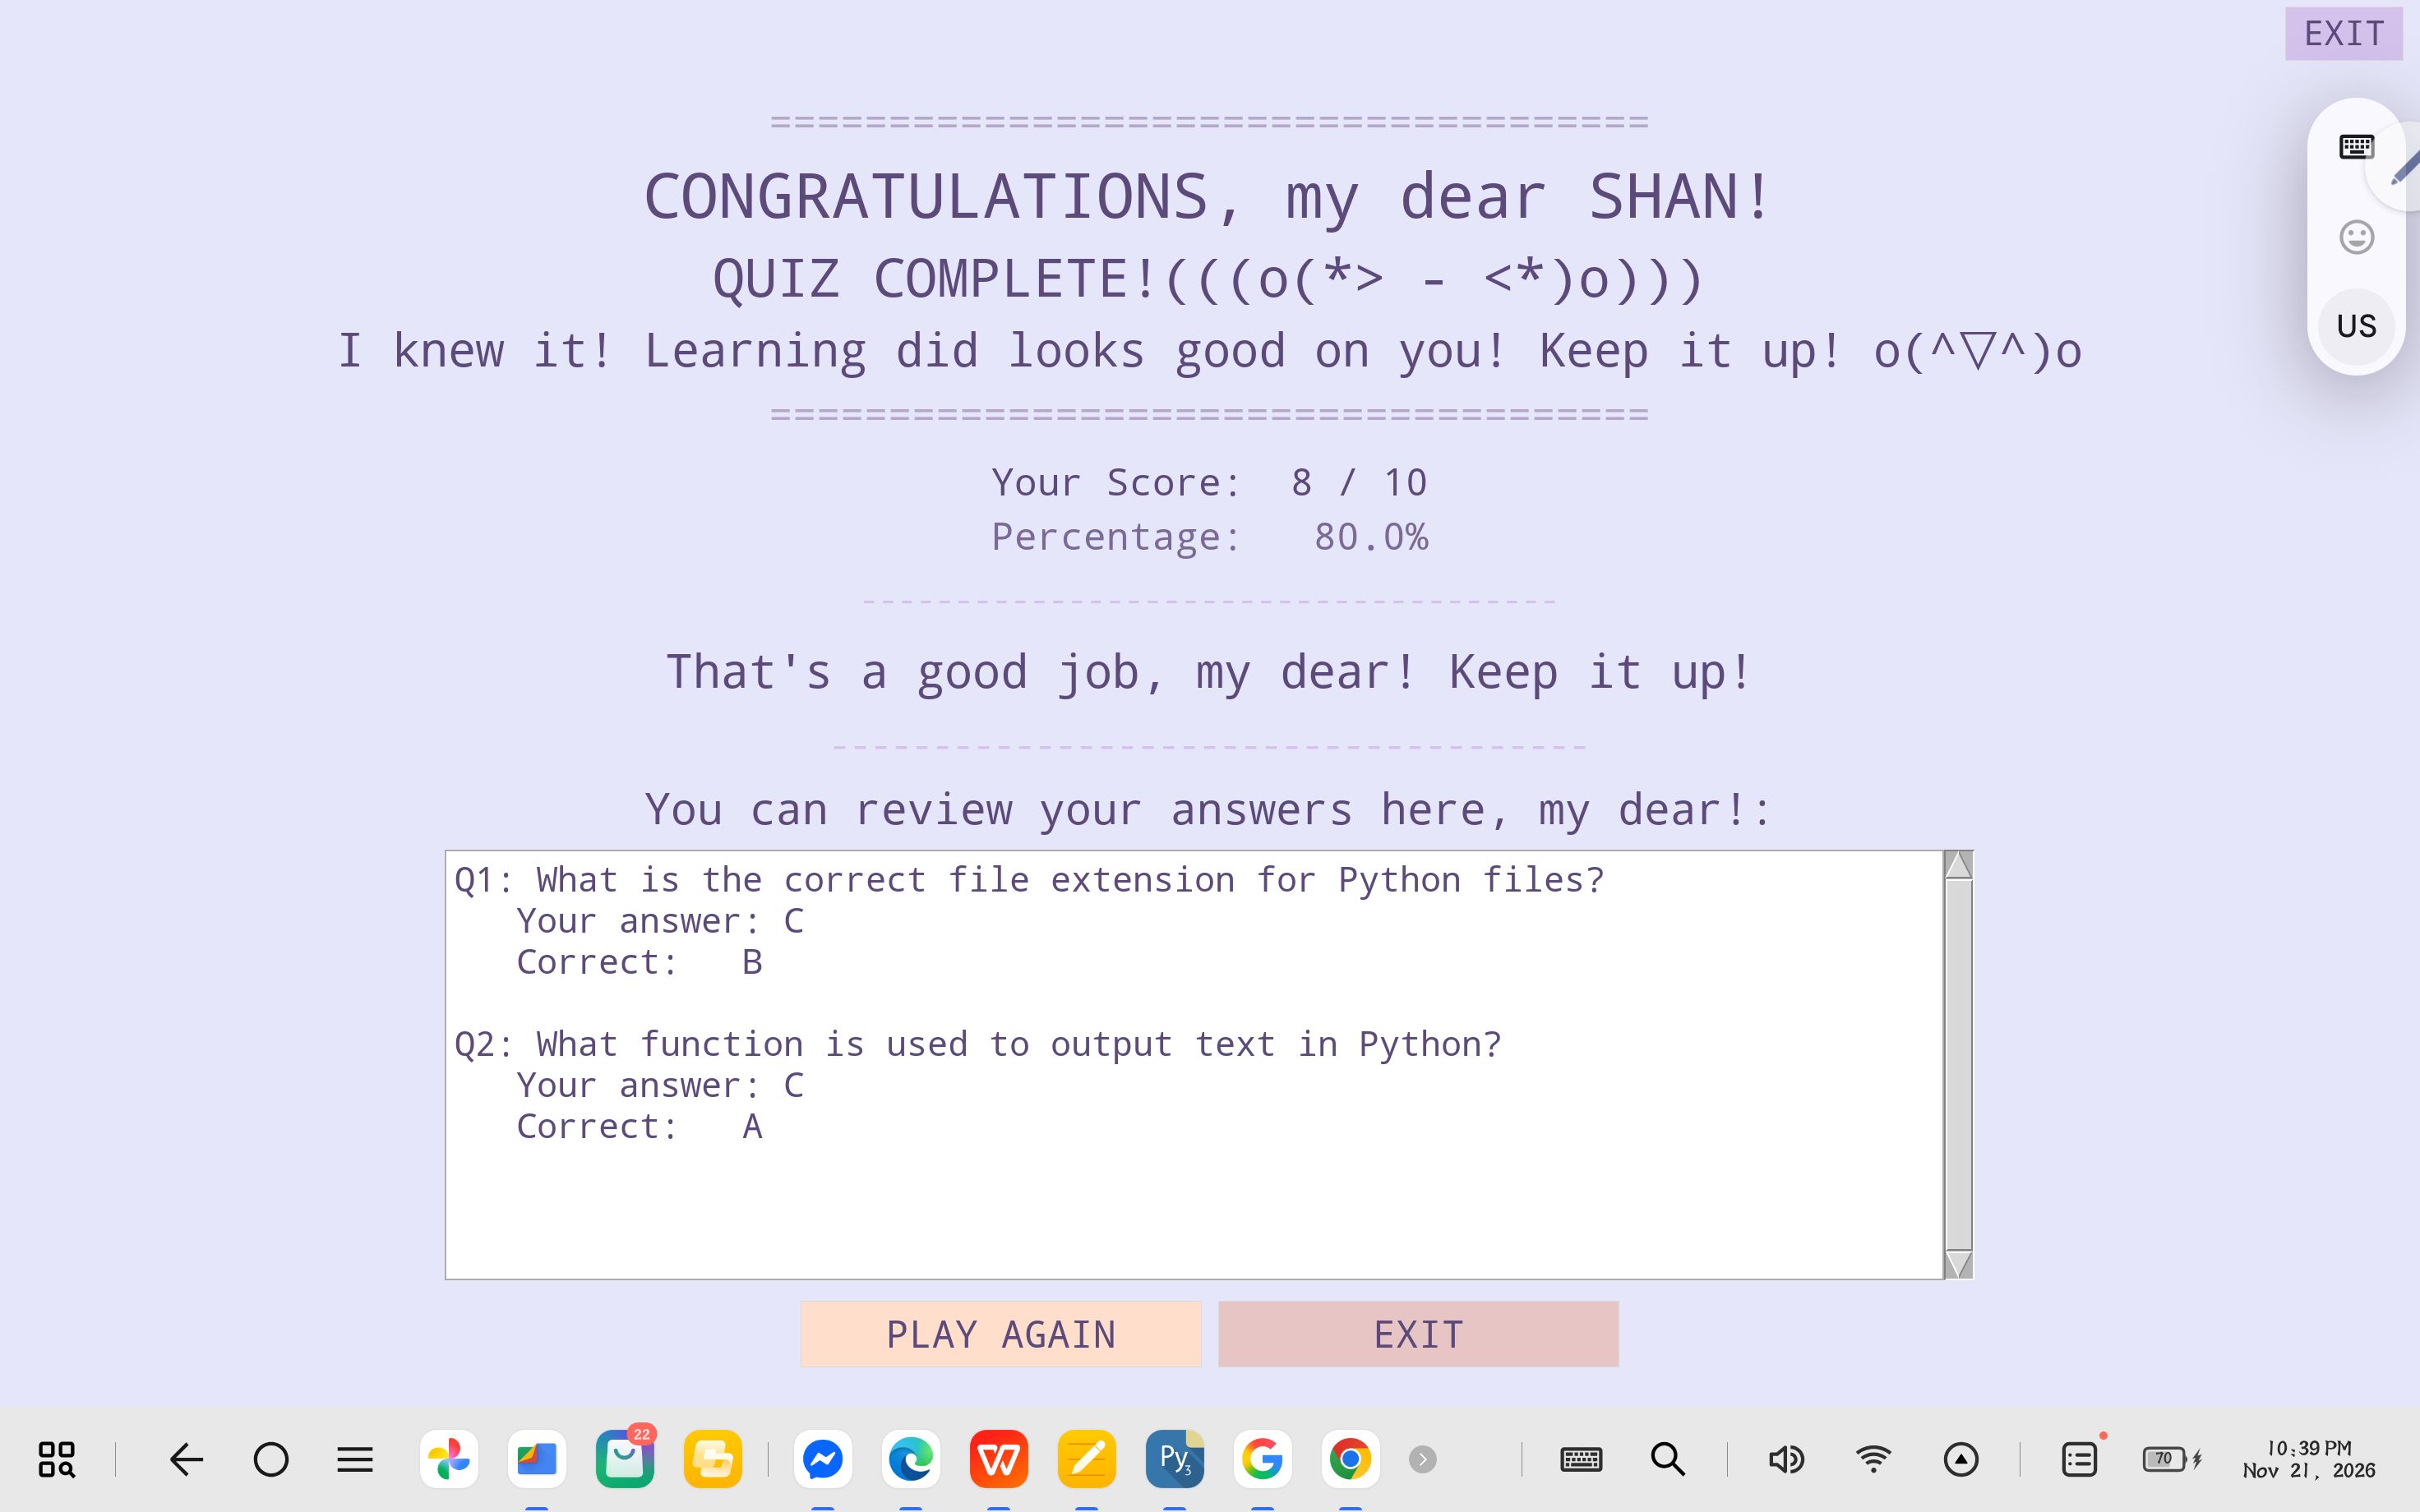 EXIT
=====================================
CONGRATULATIONS, my dear SHAN!
QUIZ COMPLETE!(((o(*> - <*)o)))
I knew it! Learning did looks good on you! Keep it up! o(^▽^)o
=====================================
Your Score:  8 / 10
Percentage:   80.0%
-------------------------------------
That's a good job, my dear! Keep it up!
-------------------------------------
You can review your answers here, my dear!:
Q1: What is the correct file extension for Python files?
Your answer: C
Correct:   B
Q2: What function is used to output text in Python?
Your answer: C
Correct:   A
PLAY AGAIN
EXIT
US
22
Py3
70
10:39 PM
Nov 21, 2026